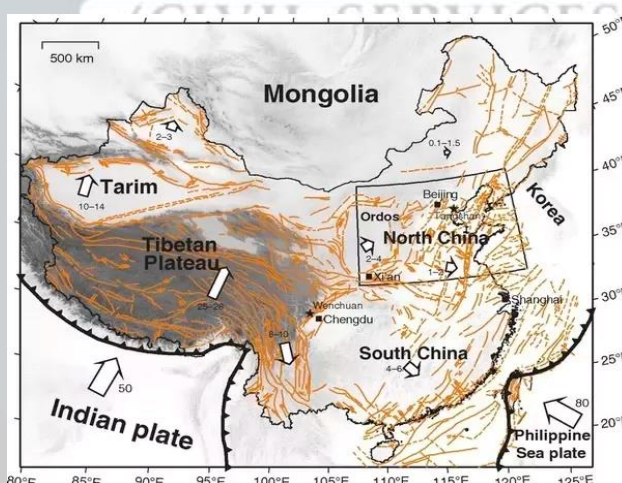 (CIVIL SERVICES
500 km
Mongolia
50°
45°
40°
35°
30°
25°
20°
2–3
0.1–1.5
Tarim
10–14
Beijing
Tangshan
Korea
Ordos
North China
2–4
Tibetan
Plateau
Xi'an
25–28
Wenchuan
Chengdu
Shanghai
8–10
South China
4–6
50
Indian plate
80
Philippine
Sea plate
80°E
85°E
90°E
95°E
100°E
105°E
110°E
115°E
120°E
125°E